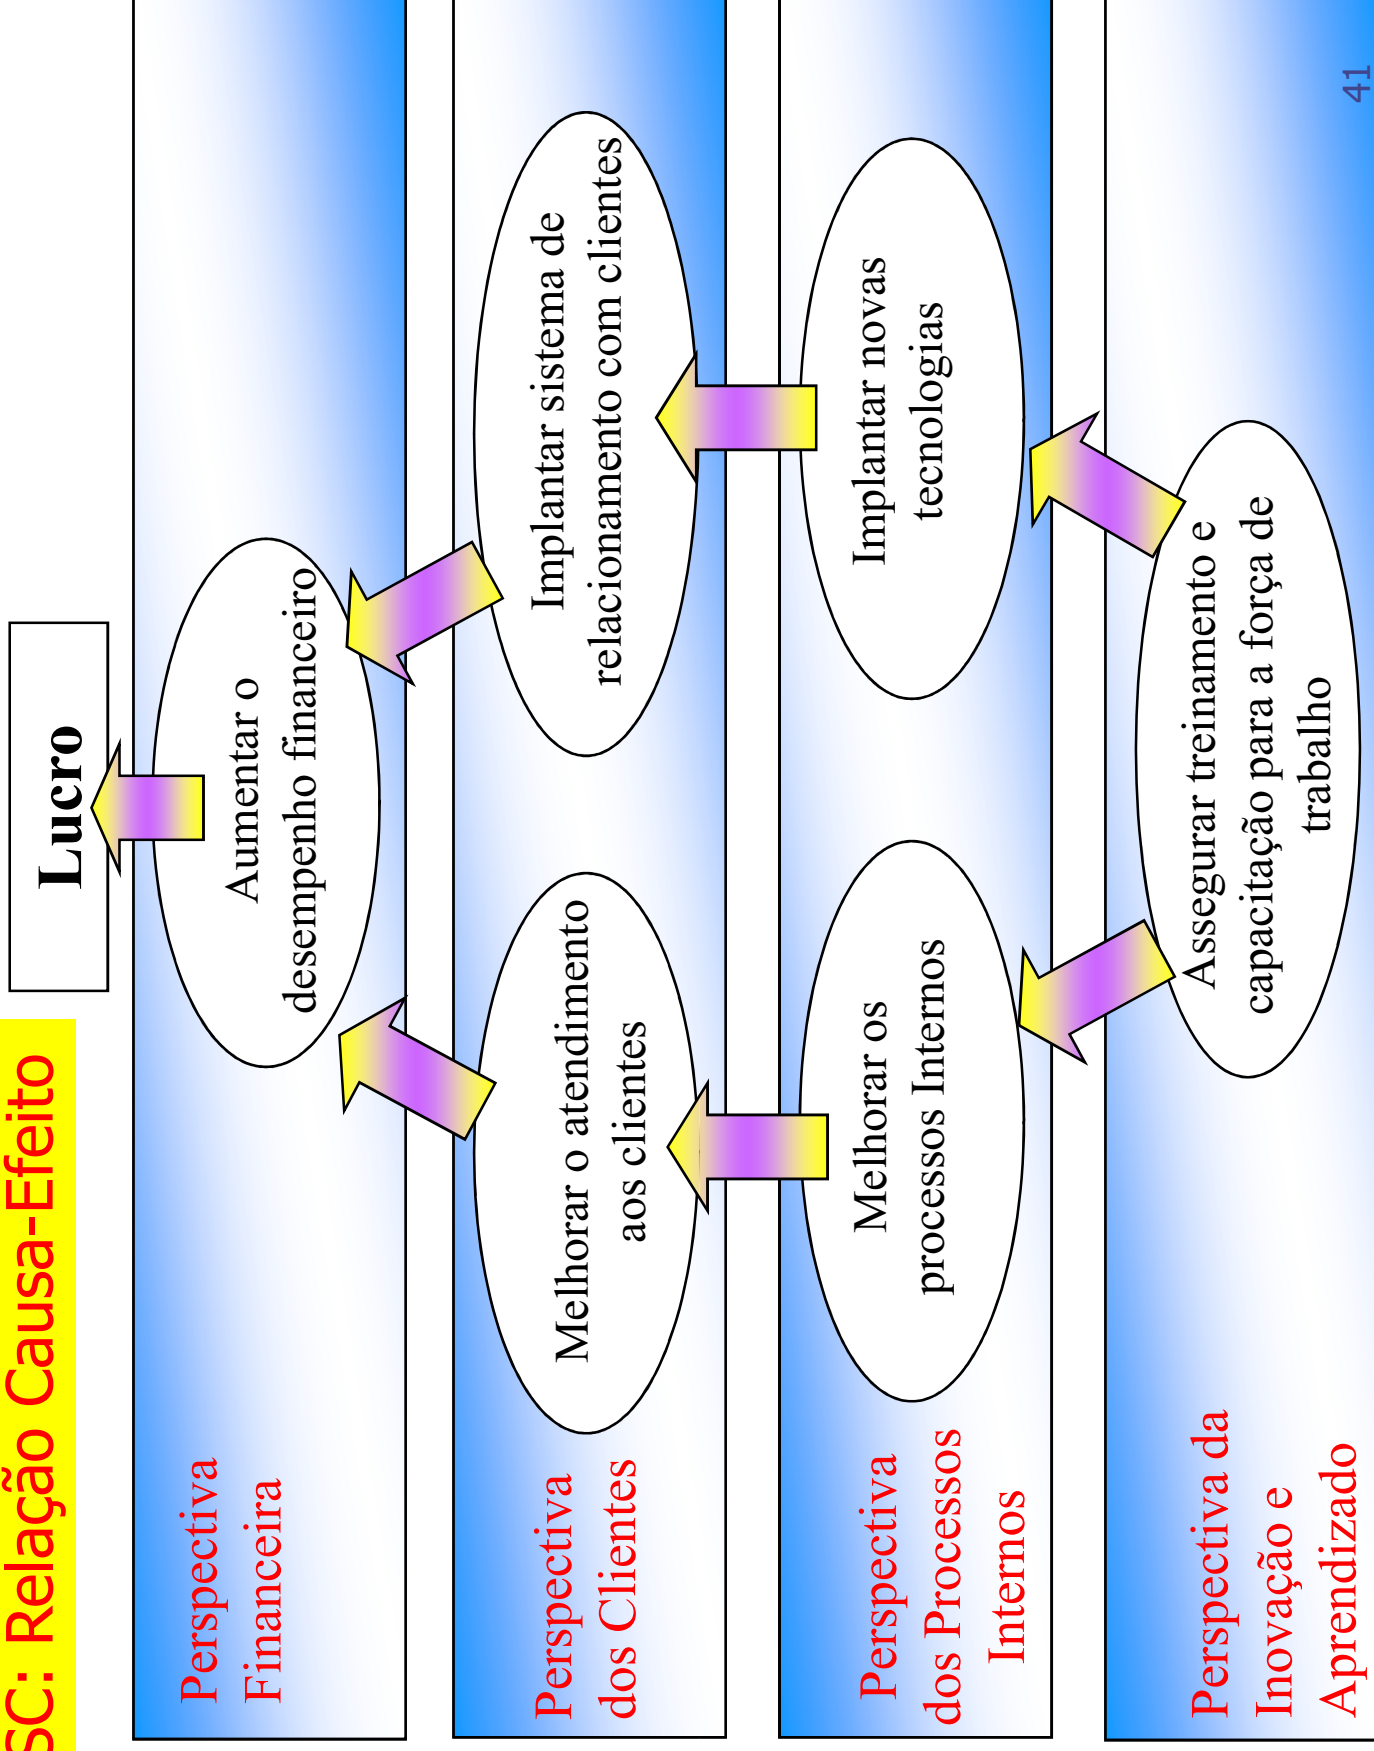 SC: Relação Causa-Efeito
Lucro
Perspectiva
Financeira
Aumentar o
desempenho financeiro
Perspectiva
dos Clientes
Melhorar o atendimento
aos clientes
Implantar sistema de
relacionamento com clientes
Perspectiva
dos Processos
Internos
Melhorar os
processos Internos
Implantar novas
tecnologias
Perspectiva da
Inovação e
Aprendizado
Assegurar treinamento e
capacitação para a força de
trabalho
41